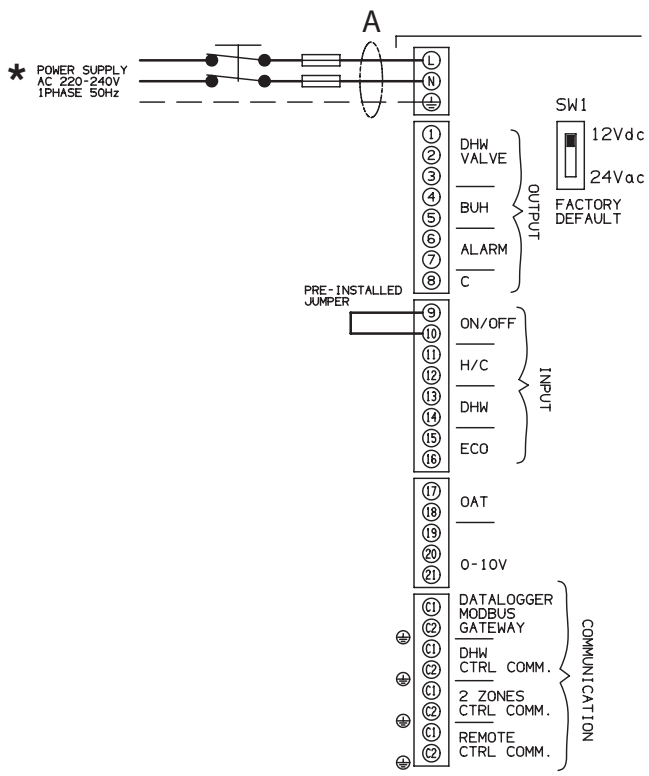 A
* POWER SUPPLY
AC 220-240V
1PHASE 50Hz
L
N
SW1
12Vdc
24Vac
FACTORY
DEFAULT
1
2
3
DHW
VALVE
4
5
BUH
6
7
ALARM
8
C
OUTPUT
PRE-INSTALLED
JUMPER
9
10
ON/OFF
11
12
H/C
13
14
DHW
15
16
ECO
INPUT
17
18
OAT
19
20
21
0-10V
C1
C2
DATALOGGER
MODBUS
GATEWAY
C1
C2
DHW
CTRL COMM.
C1
C2
2 ZONES
CTRL COMM.
C1
C2
REMOTE
CTRL COMM.
COMMUNICATION